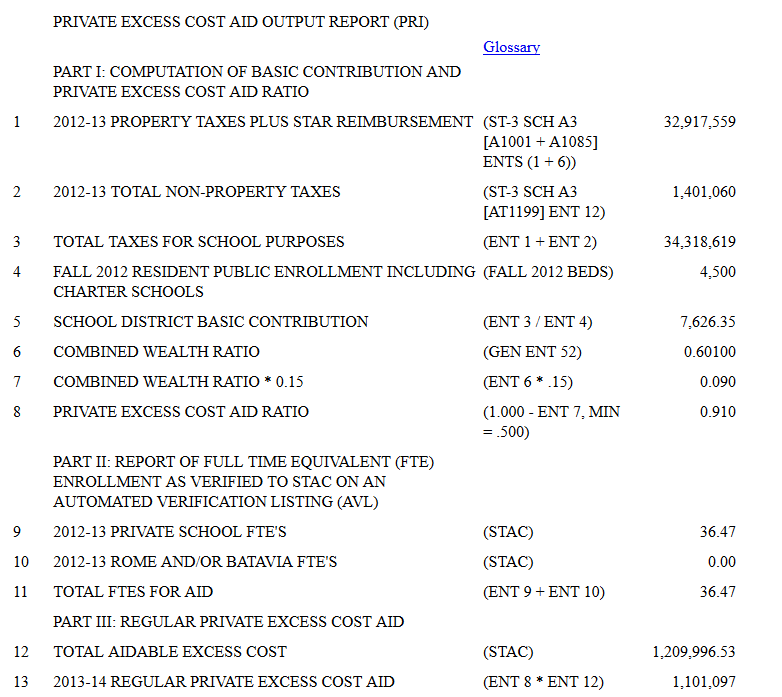 PRIVATE EXCESS COST AID OUTPUT REPORT (PRI)
Glossary
PART I: COMPUTATION OF BASIC CONTRIBUTION AND
PRIVATE EXCESS COST AID RATIO
1 2012-13 PROPERTY TAXES PLUS STAR REIMBURSEMENT (ST-3 SCH A3 32,917,559
[A1001 + A1085]
ENTS (1 + 6))
2 2012-13 TOTAL NON-PROPERTY TAXES (ST-3 SCH A3 1,401,060
[AT1199] ENT 12)
3 TOTAL TAXES FOR SCHOOL PURPOSES (ENT 1 + ENT 2) 34,318,619
4 FALL 2012 RESIDENT PUBLIC ENROLLMENT INCLUDING (FALL 2012 BEDS) 4,500
CHARTER SCHOOLS
5 SCHOOL DISTRICT BASIC CONTRIBUTION (ENT 3 / ENT 4) 7,626.35
6 COMBINED WEALTH RATIO (GEN ENT 52) 0.60100
7 COMBINED WEALTH RATIO * 0.15 (ENT 6 * .15) 0.090
8 PRIVATE EXCESS COST AID RATIO (1.000 - ENT 7, MIN 0.910
= .500)
PART II: REPORT OF FULL TIME EQUIVALENT (FTE)
ENROLLMENT AS VERIFIED TO STAC ON AN
AUTOMATED VERIFICATION LISTING (AVL)
9 2012-13 PRIVATE SCHOOL FTE'S (STAC) 36.47
10 2012-13 ROME AND/OR BATAVIA FTE'S (STAC) 0.00
11 TOTAL FTES FOR AID (ENT 9 + ENT 10) 36.47
PART III: REGULAR PRIVATE EXCESS COST AID
12 TOTAL AIDABLE EXCESS COST (STAC) 1,209,996.53
13 2013-14 REGULAR PRIVATE EXCESS COST AID (ENT 8 * ENT 12) 1,101,097